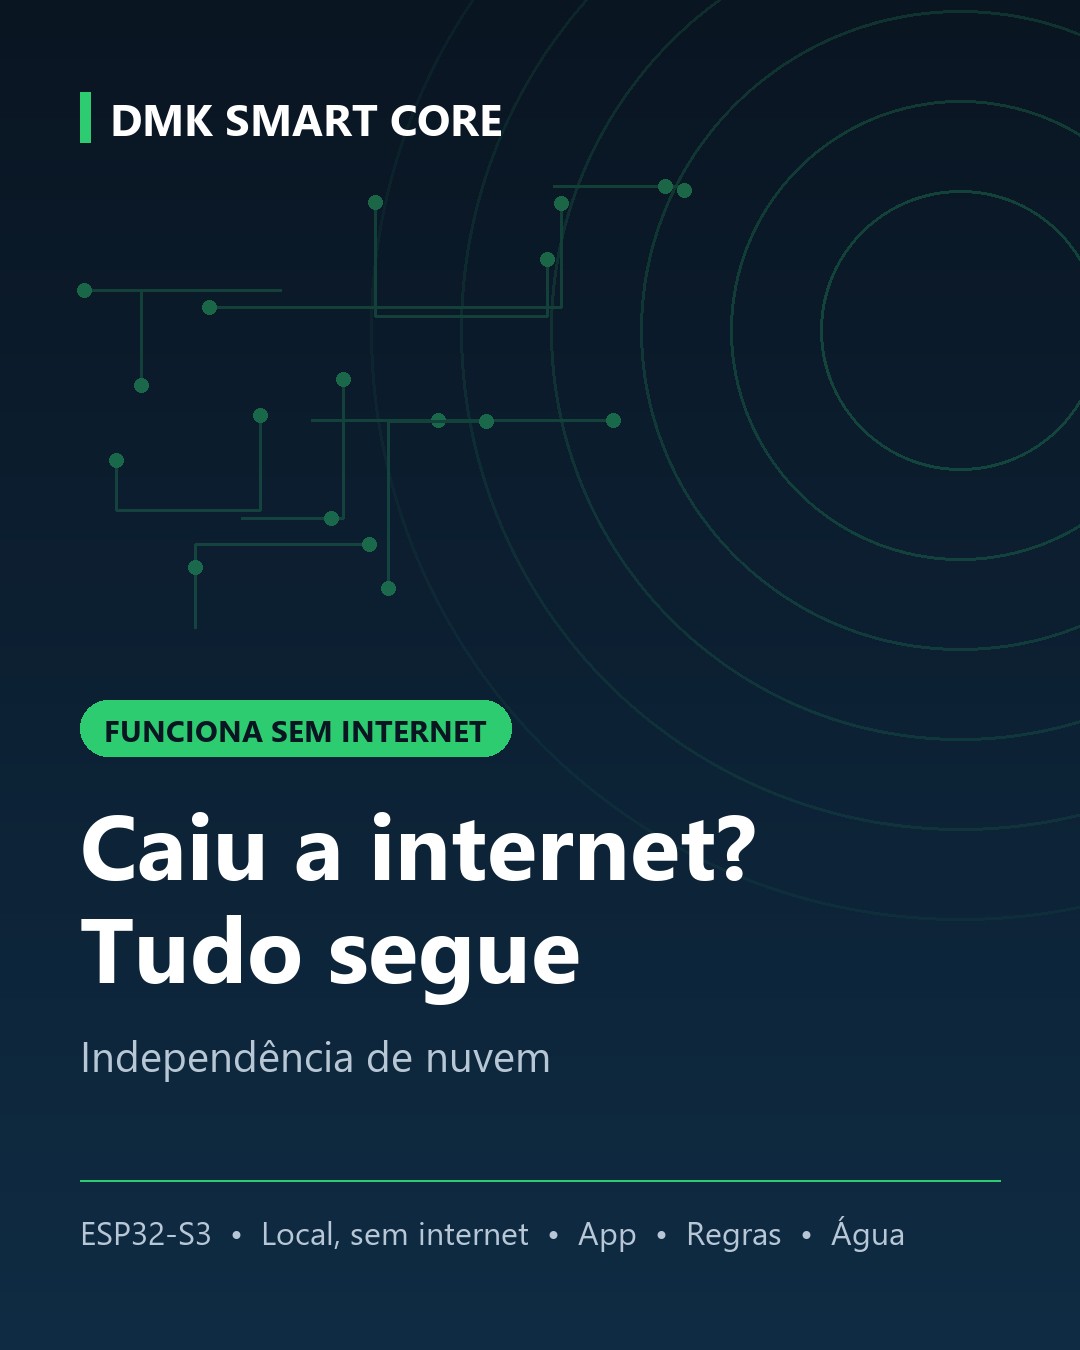 DMK SMART CORE
FUNCIONA SEM INTERNET
Caiu a internet?
Tudo segue
Independência de nuvem
ESP32-S3 • Local, sem internet • App • Regras • Água